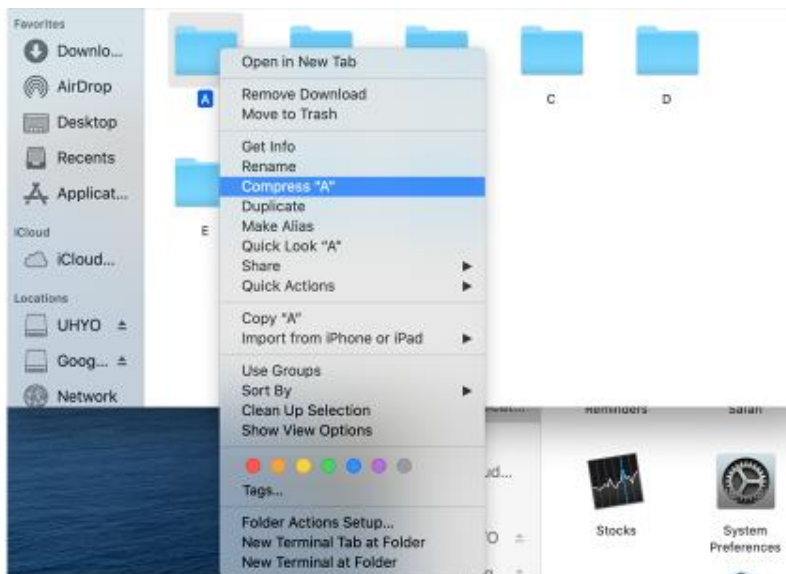 Favorites
Downlo...
AirDrop
Desktop
Recents
Applicat...
iCloud
iCloud...
Locations
UHYO
Goog...
Network
A
C
D
E
Open in New Tab
Remove Download
Move to Trash
Get Info
Rename
Compress "A"
Duplicate
Make Alias
Quick Look "A"
Share
Quick Actions
Copy "A"
Import from iPhone or iPad
Use Groups
Sort By
Clean Up Selection
Show View Options
Tags...
Folder Actions Setup...
New Terminal Tab at Folder
New Terminal at Folder
Reminders
Safari
Stocks
System
Preferences